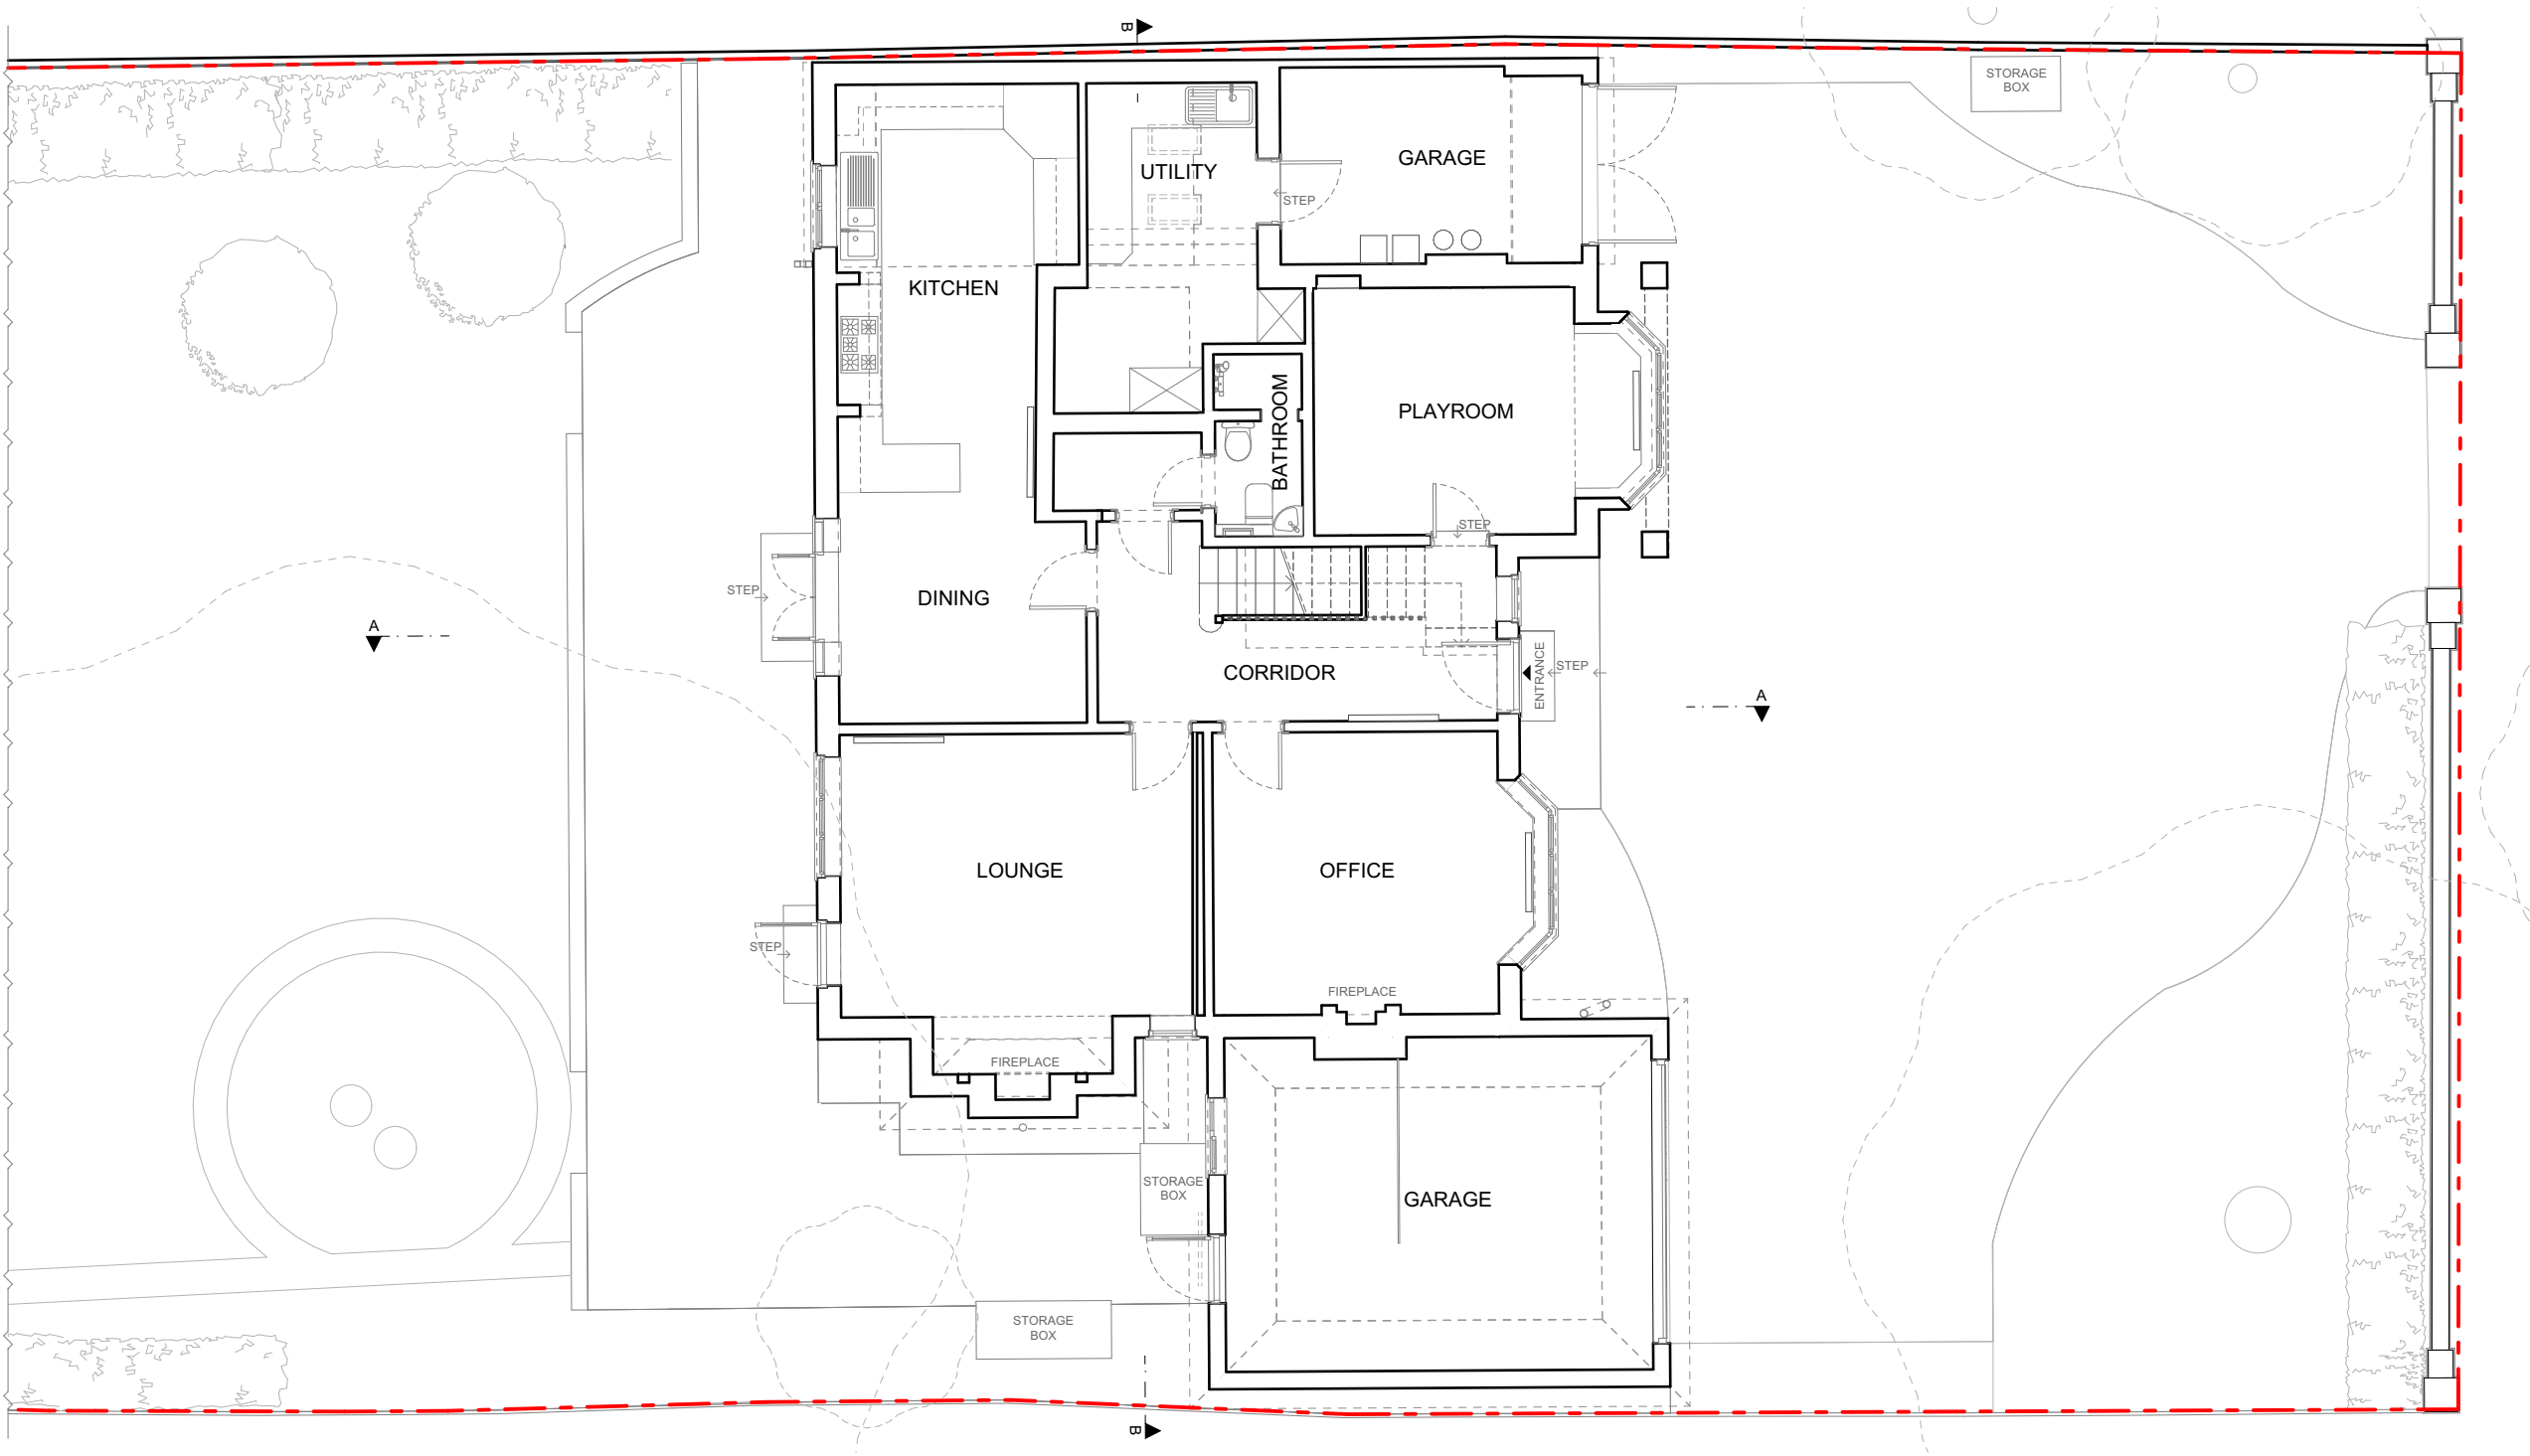 B
STORAGE
BOX
GARAGE
UTILITY
STEP
KITCHEN
PLAYROOM
BATHROOM
STEP
STEP
DINING
A
CORRIDOR
ENTRANCE
STEP
A
LOUNGE
OFFICE
STEP
FIREPLACE
FIREPLACE
STORAGE
BOX
GARAGE
STORAGE
BOX
B